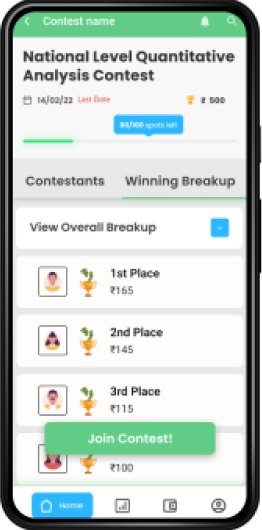 Contest name
National Level Quantitative
Analysis Contest
14/02/22 Last Date ₹ 500
80/100 spots left
Contestants Winning Breakup
View Overall Breakup
1st Place
₹165
2nd Place
₹145
3rd Place
₹115
Join Contest!
₹100
Home